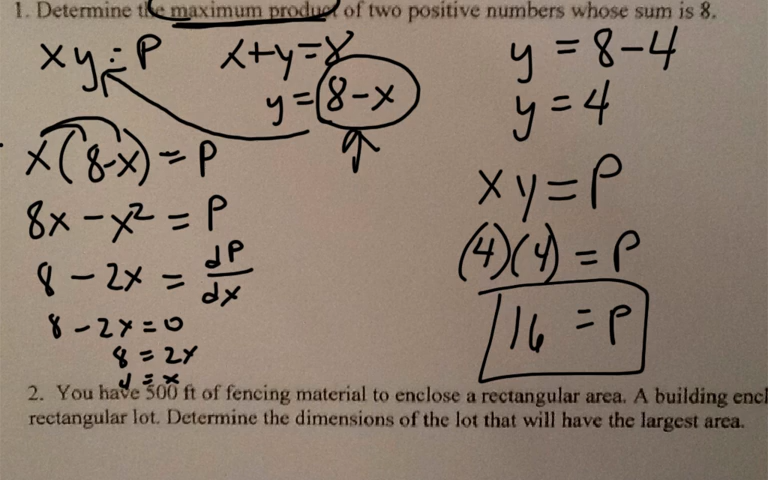 1. Determine the maximum product of two positive numbers whose sum is 8.
xy = P
x+y=8
y = 8-x
x(8-x) = P
8x - x² = P
8 - 2x = dP/dx
8 - 2x = 0
8 = 2x
4 = x
y = 8-4
y = 4
xy = P
(4)(4) = P
16 = P
2. You have 500 ft of fencing material to enclose a rectangular area. A building encl
rectangular lot. Determine the dimensions of the lot that will have the largest area.